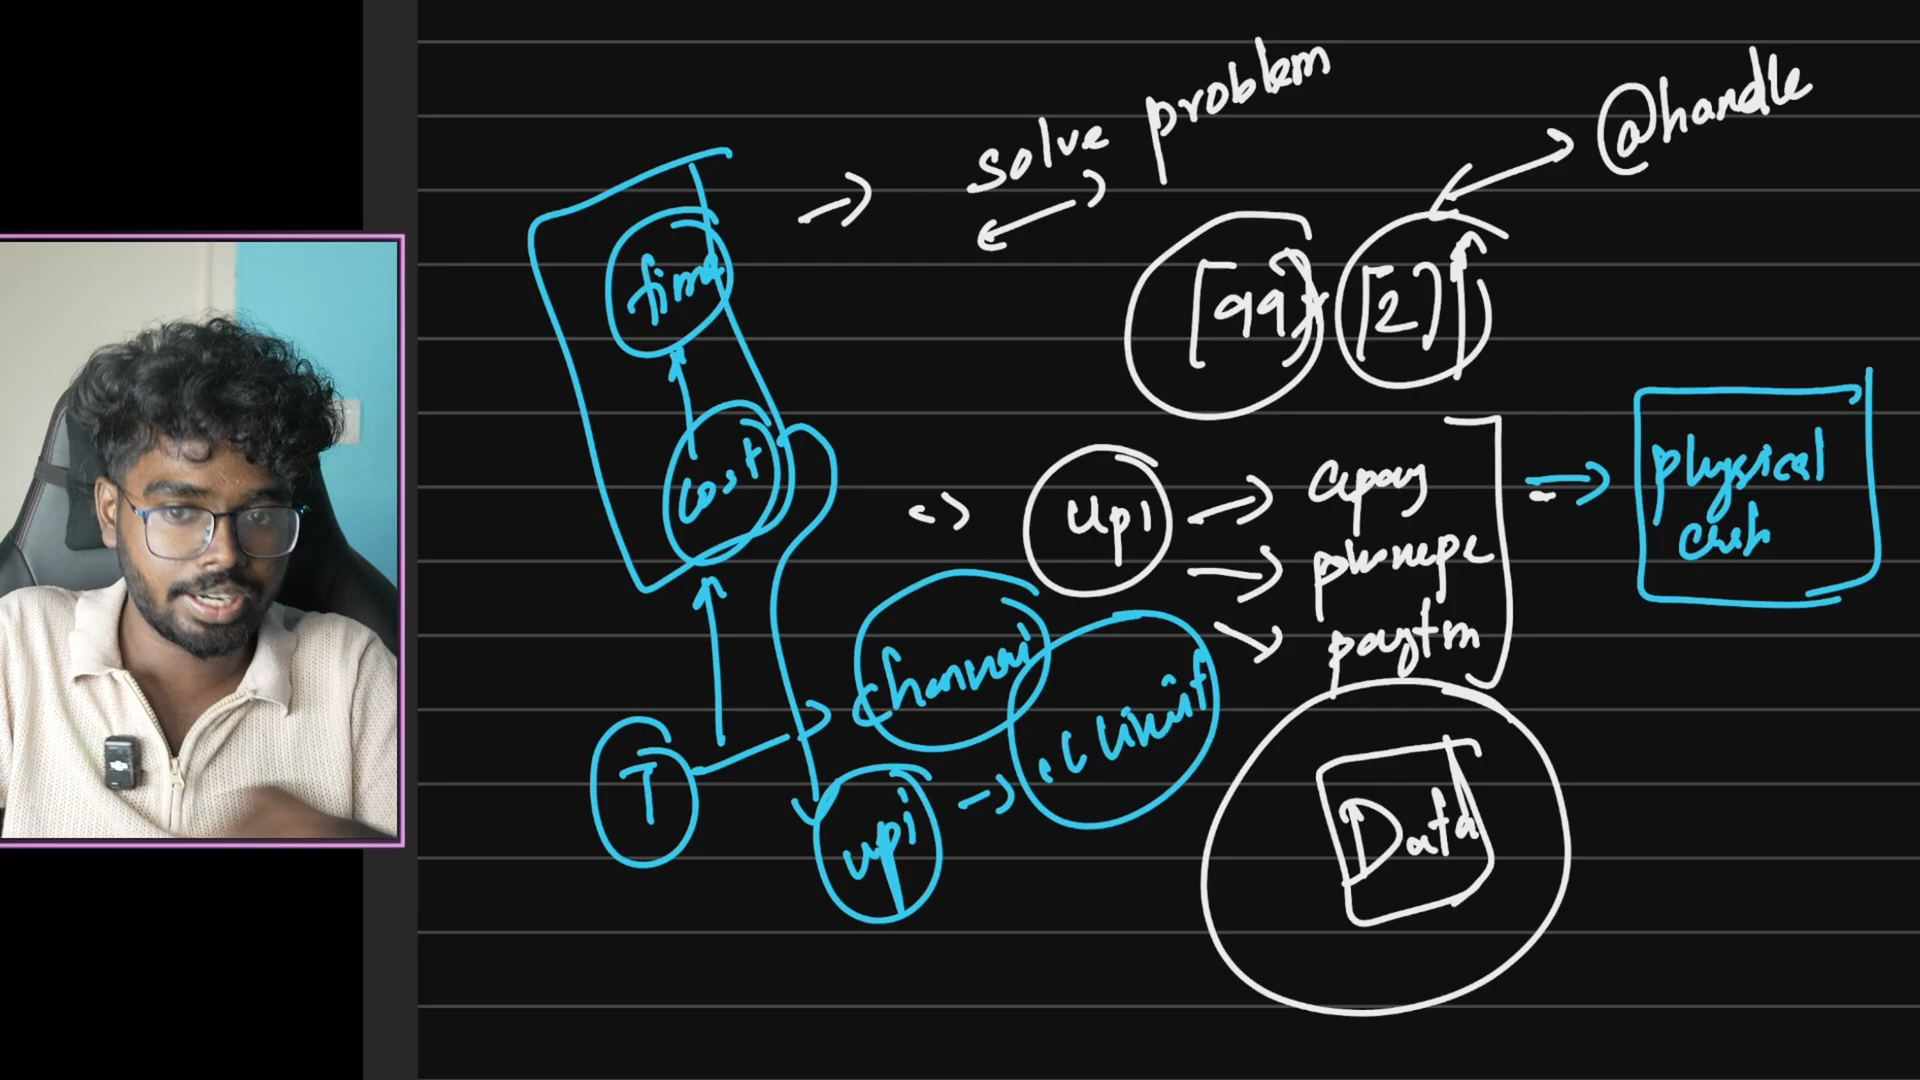 solve problem
@handle
time
[99] [2]
cost
upi
gpay
phonepe
paytm
physical
cash
chennai
T
upi
Data